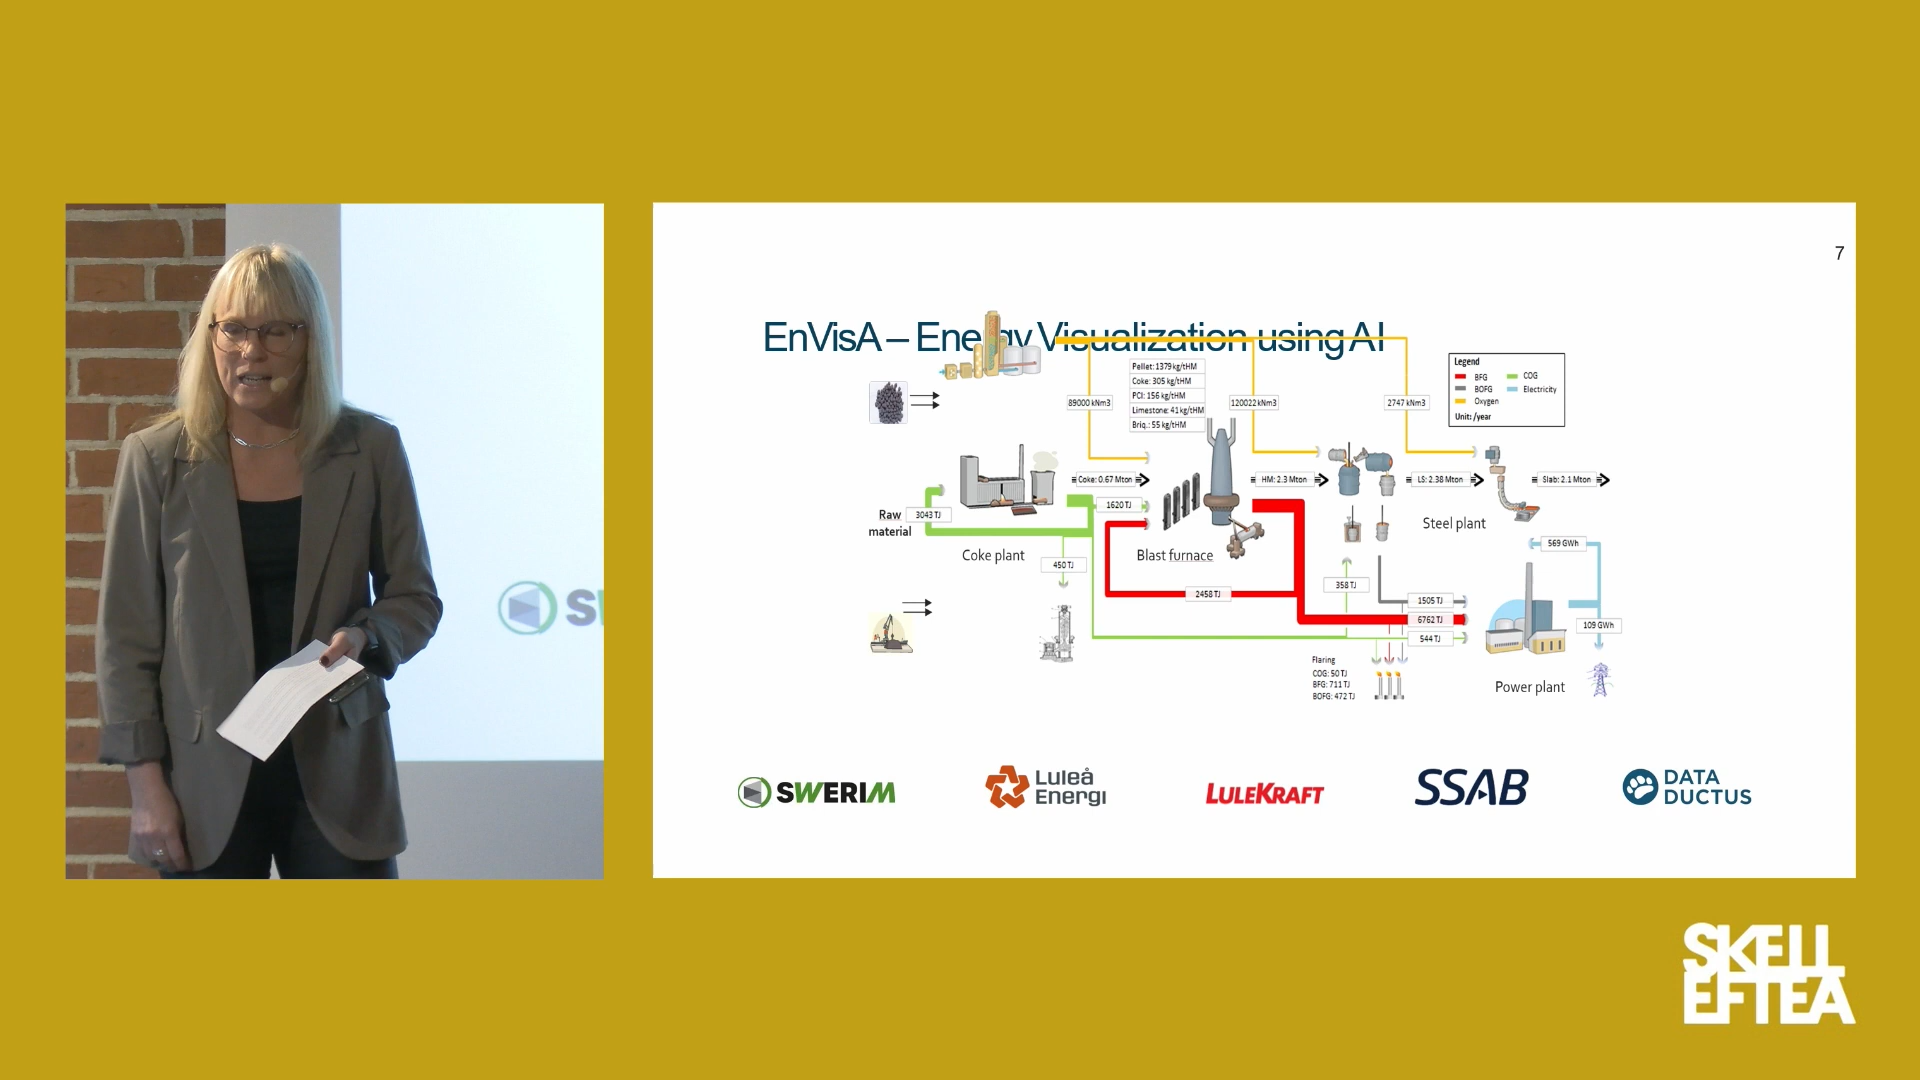 7
EnVisA – Energy Visualization using AI
Pellet: 1379 kg/tHM
Coke: 305 kg/tHM
PCI: 156 kg/tHM
Limestone: 41 kg/tHM
Briq.: 55 kg/tHM
89000 kNm3
120022 kNm3
2747 kNm3
Legend
BFG
COG
BOFG
Electricity
Oxygen
Unit: /year
Coke: 0.67 Mton
HM: 2.3 Mton
LS: 2.38 Mton
Slab: 2.1 Mton
1620 TJ
Raw
material
3043 TJ
Steel plant
Coke plant
Blast furnace
569 GWh
450 TJ
358 TJ
2458 TJ
1505 TJ
6762 TJ
544 TJ
109 GWh
Flaring
COG: 50 TJ
BFG: 711 TJ
BOFG: 472 TJ
Power plant
SWERIM
Luleå
Energi
LULEKRAFT
SSAB
DATA
DUCTUS
S
SKELL
EFTEA